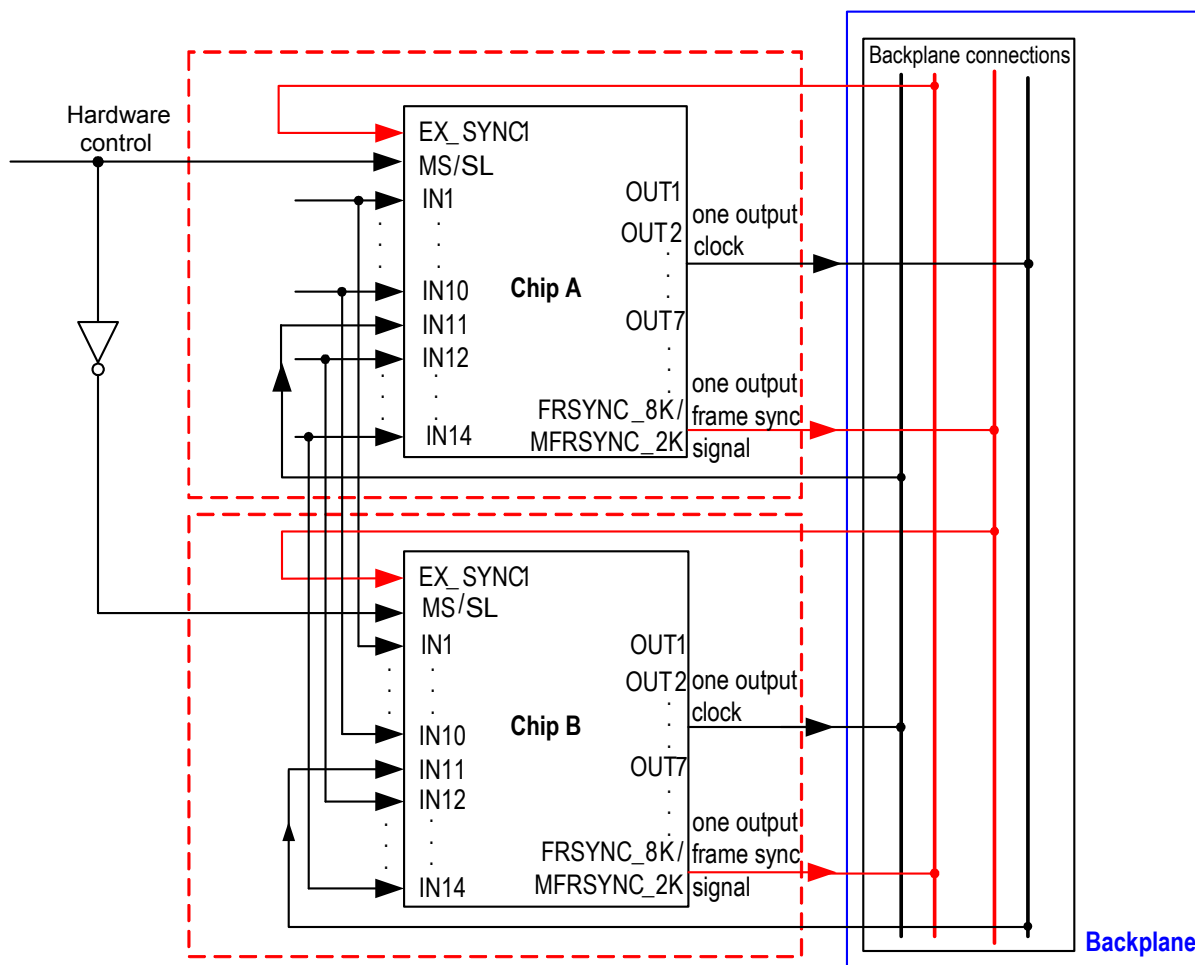 Backplane connections
Hardware
control
EX_SYNC1
MS/SL
IN1
IN10
IN11
IN12
IN14
Chip A
OUT1
OUT2
OUT7
FRSYNC_8K/
MFRSYNC_2K
one output
clock
one output
frame sync
signal
EX_SYNC1
MS/SL
IN1
IN10
IN11
IN12
IN14
Chip B
OUT1
OUT2
OUT7
FRSYNC_8K/
MFRSYNC_2K
one output
clock
one output
frame sync
signal
Backplane